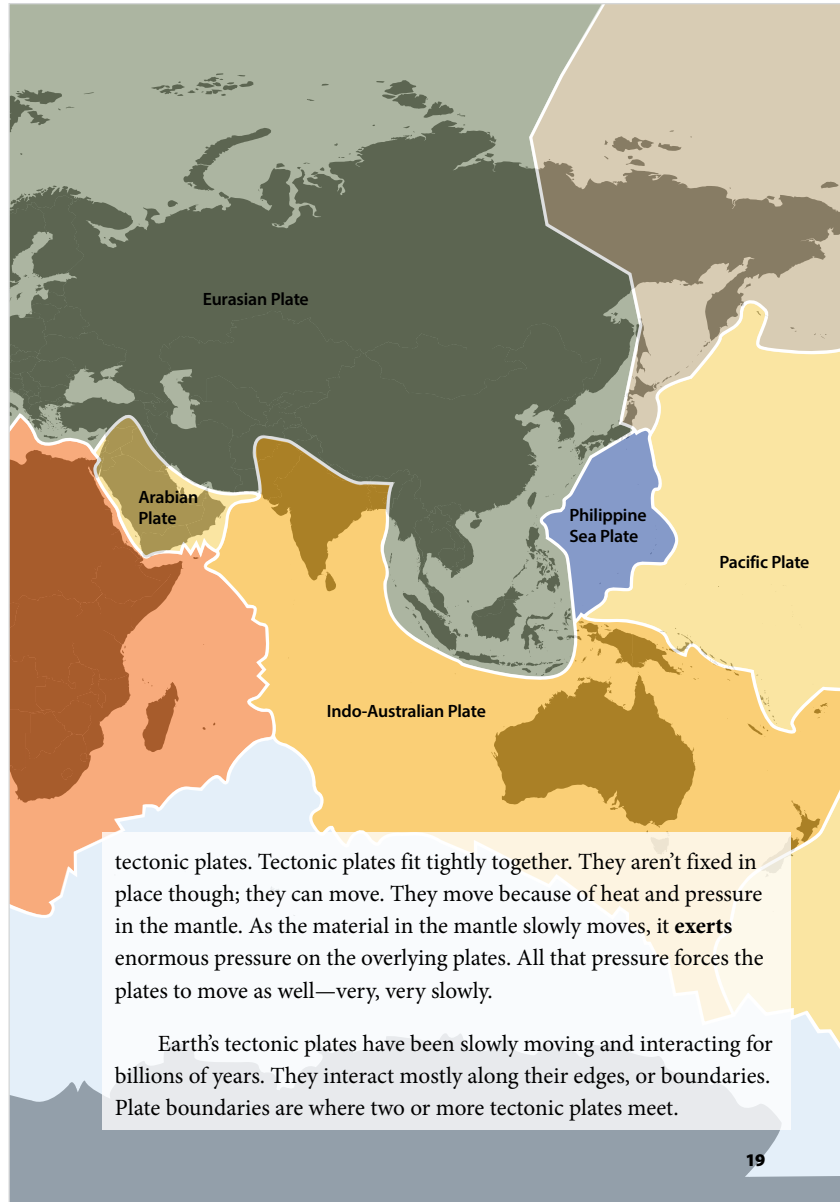 Eurasian Plate
Arabian
Plate
Philippine
Sea Plate
Pacific Plate
Indo-Australian Plate
tectonic plates. Tectonic plates fit tightly together. They aren’t fixed in
place though; they can move. They move because of heat and pressure
in the mantle. As the material in the mantle slowly moves, it exerts
enormous pressure on the overlying plates. All that pressure forces the
plates to move as well—very, very slowly.
Earth’s tectonic plates have been slowly moving and interacting for
billions of years. They interact mostly along their edges, or boundaries.
Plate boundaries are where two or more tectonic plates meet.
19